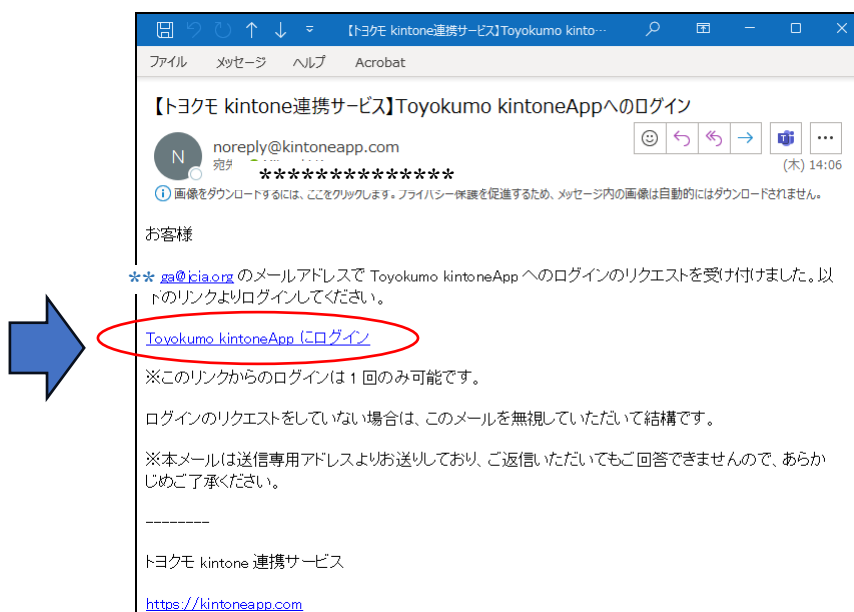 【トヨクモ kintone連携サービス】Toyokumo kinto…
ファイル メッセージ ヘルプ Acrobat
【トヨクモ kintone連携サービス】Toyokumo kintoneAppへのログイン
N
noreply@kintoneapp.com
宛先
**************
(木) 14:06
画像をダウンロードするには、ここをクリックします。プライバシー保護を促進するため、メッセージ内の画像は自動的にはダウンロードされません。
お客様
** ga@jcia.org のメールアドレスで Toyokumo kintoneApp へのログインのリクエストを受け付けました。以
下のリンクよりログインしてください。
Toyokumo kintoneApp にログイン
※このリンクからのログインは 1 回のみ可能です。
ログインのリクエストをしていない場合は、このメールを無視していただいて結構です。
※本メールは送信専用アドレスよりお送りしており、ご返信いただいてもご回答できませんので、あらか
じめご了承ください。
--------
トヨクモ kintone 連携サービス
https://kintoneapp.com